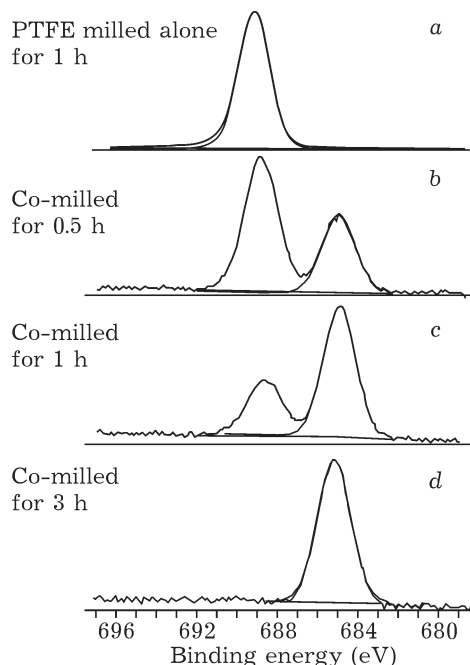 PTFE milled alone
for 1 h
a
Co-milled
for 0.5 h
b
Co-milled
for 1 h
c
Co-milled
for 3 h
d
696 692 688 684 680
Binding energy (eV)